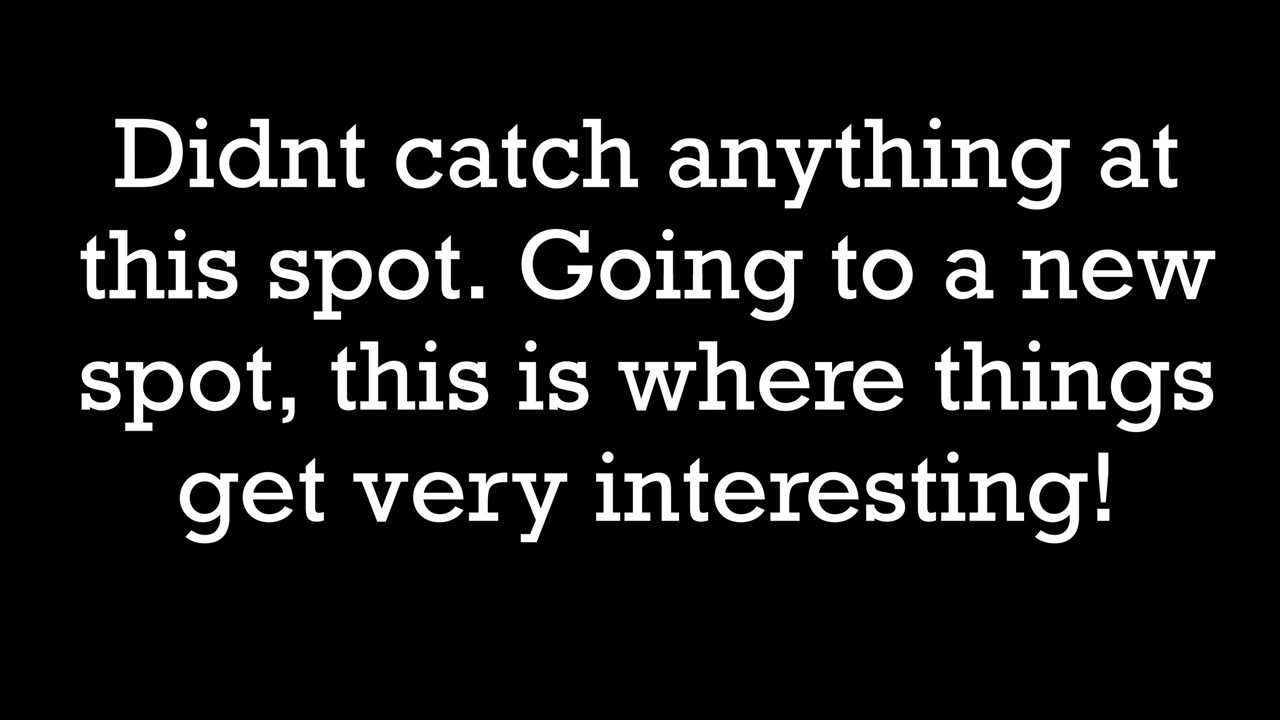 Didnt catch anything at
this spot. Going to a new
spot, this is where things
get very interesting!